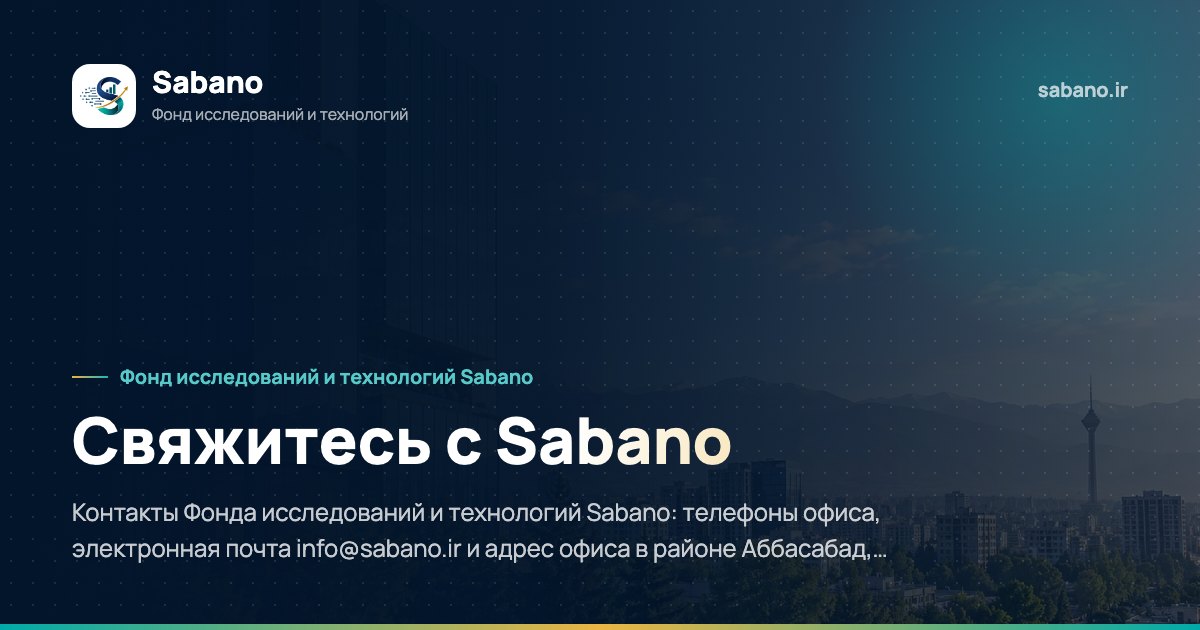 Sabano
Фонд исследований и технологий
sabano.ir
Фонд исследований и технологий Sabano
Свяжитесь с Sabano
Контакты Фонда исследований и технологий Sabano: телефоны офиса,
электронная почта info@sabano.ir и адрес офиса в районе Аббасабад,…